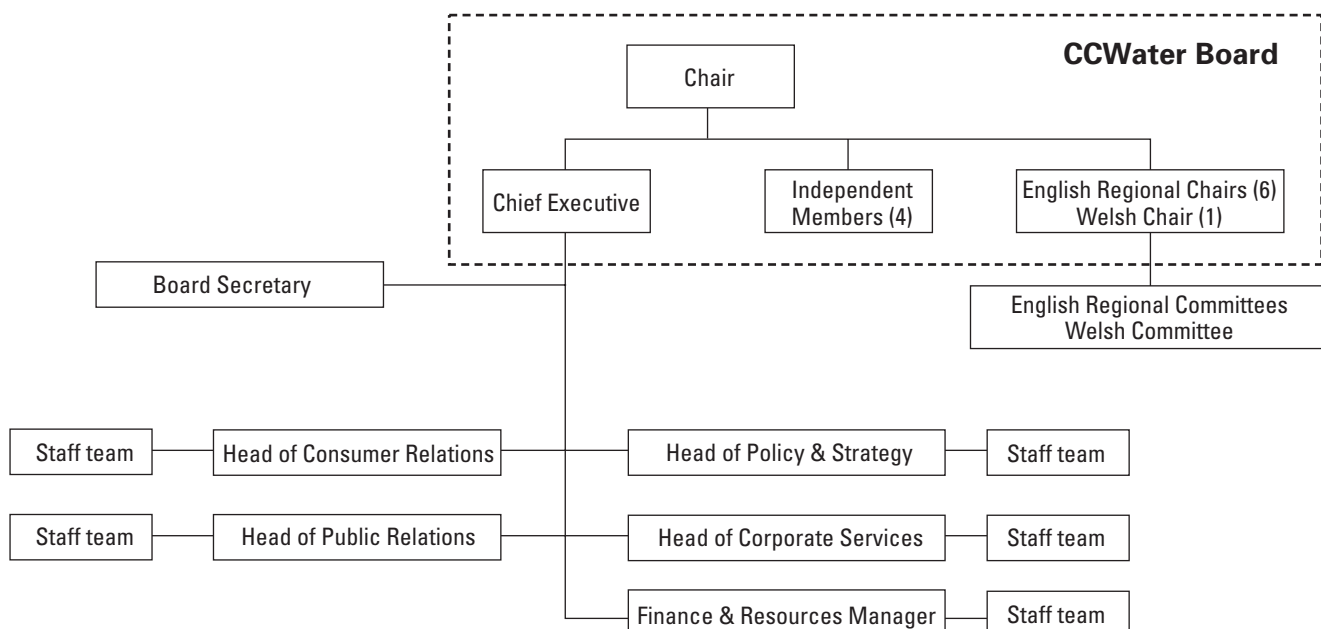 CCWater Board
Chair
Chief Executive
Independent
Members (4)
English Regional Chairs (6)
Welsh Chair (1)
Board Secretary
English Regional Committees
Welsh Committee
Staff team
Head of Consumer Relations
Head of Policy & Strategy
Staff team
Staff team
Head of Public Relations
Head of Corporate Services
Staff team
Finance & Resources Manager
Staff team